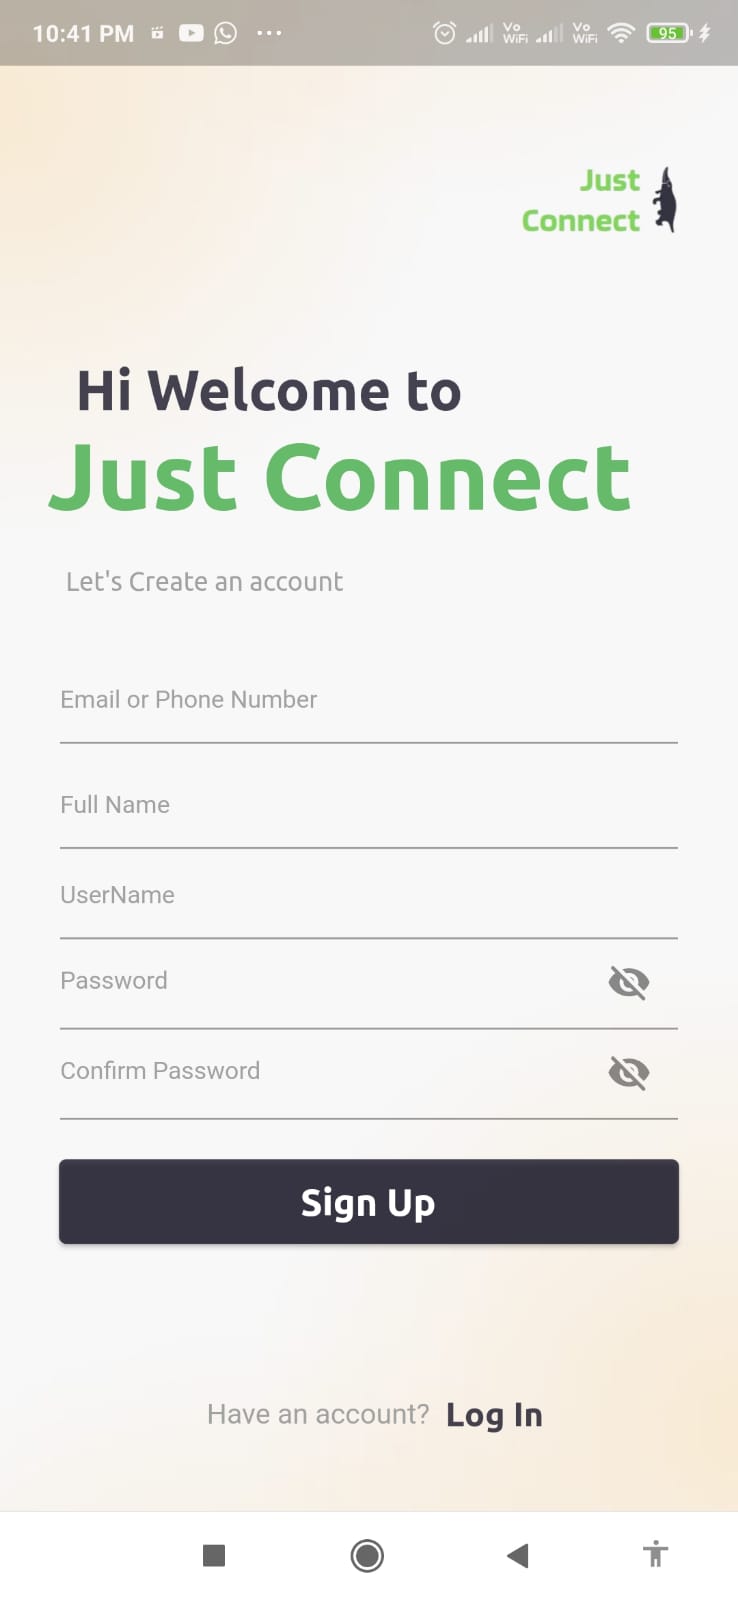 10:41 PM
Vo
WiFi
Vo
WiFi
95
Just
Connect
Hi Welcome to
Just Connect
Let's Create an account
Email or Phone Number
Full Name
UserName
Password
Confirm Password
Sign Up
Have an account? Log In